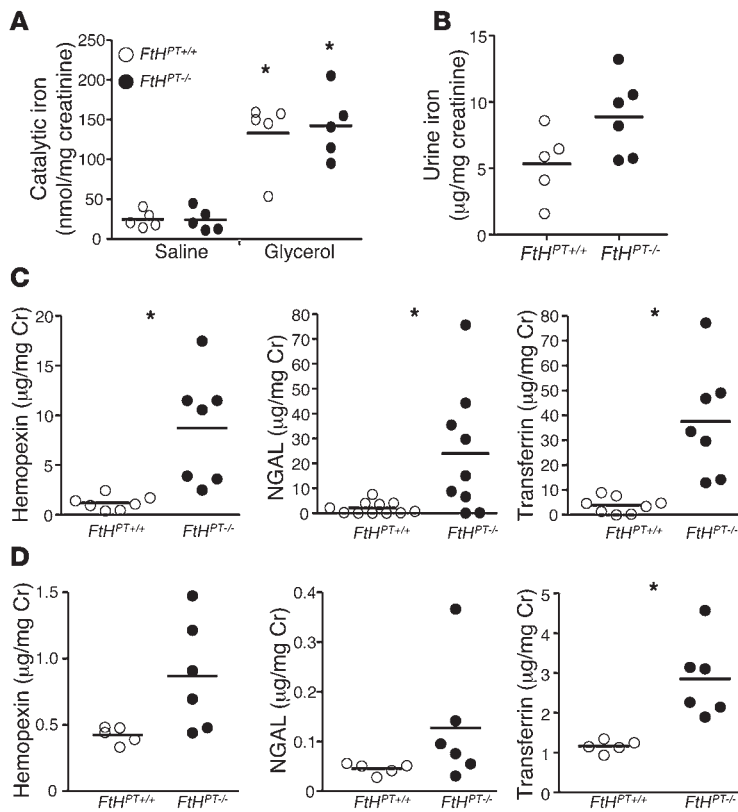 A
Catalytic iron
(nmol/mg creatinine)
250
200
150
100
50
0
FtH^PT+/+
FtH^PT-/-
*
*
Saline
Glycerol
B
Urine iron
(µg/mg creatinine)
15
10
5
0
FtH^PT+/+
FtH^PT-/-
C
Hemopexin (µg/mg Cr)
20
15
10
5
0
*
FtH^PT+/+
FtH^PT-/-
NGAL (µg/mg Cr)
80
70
60
50
40
30
20
10
0
*
FtH^PT+/+
FtH^PT-/-
Transferrin (µg/mg Cr)
80
70
60
50
40
30
20
10
0
*
FtH^PT+/+
FtH^PT-/-
D
Hemopexin (µg/mg Cr)
1.5
1.0
0.5
0
FtH^PT+/+
FtH^PT-/-
NGAL (µg/mg Cr)
0.4
0.3
0.2
0.1
0
FtH^PT+/+
FtH^PT-/-
Transferrin (µg/mg Cr)
5
4
3
2
1
0
*
FtH^PT+/+
FtH^PT-/-